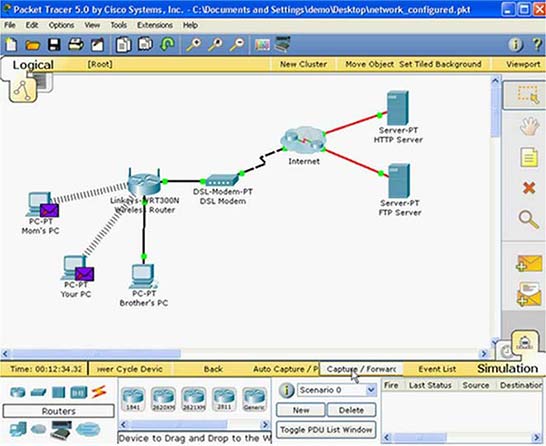 Packet Tracer 5.0 by Cisco Systems, Inc. - C:\Documents and Settings\demo\Desktop\network_configured.pkt
File Edit Options View Tools Extensions Help
Logical [Root] New Cluster Move Object Set Tiled Background Viewport
Server-PT
HTTP Server
Internet
DSL-Modem-PT
DSL Modem
Linksys-WRT300N
Wireless Router
Server-PT
FTP Server
PC-PT
Mom's PC
PC-PT
Your PC
PC-PT
Brother's PC
Time: 00:12:34.32 ower Cycle Devic Back Auto Capture / P Capture / Forward Event List Simulation
Routers
1841 2620XM 2621XM 2811 Generic
Device to Drag and Drop to the W
Scenario 0
New Delete
Toggle PDU List Window
Fire Last Status Source Destination